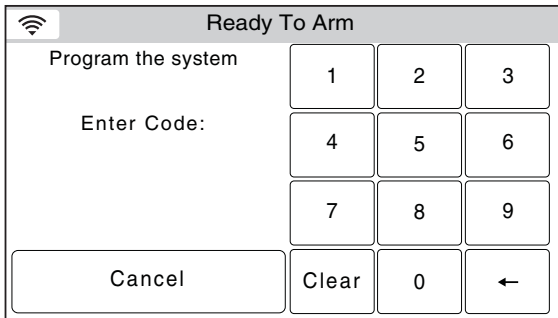 Ready To Arm
Program the system
Enter Code:
1 2 3
4 5 6
7 8 9
Cancel Clear 0 ←